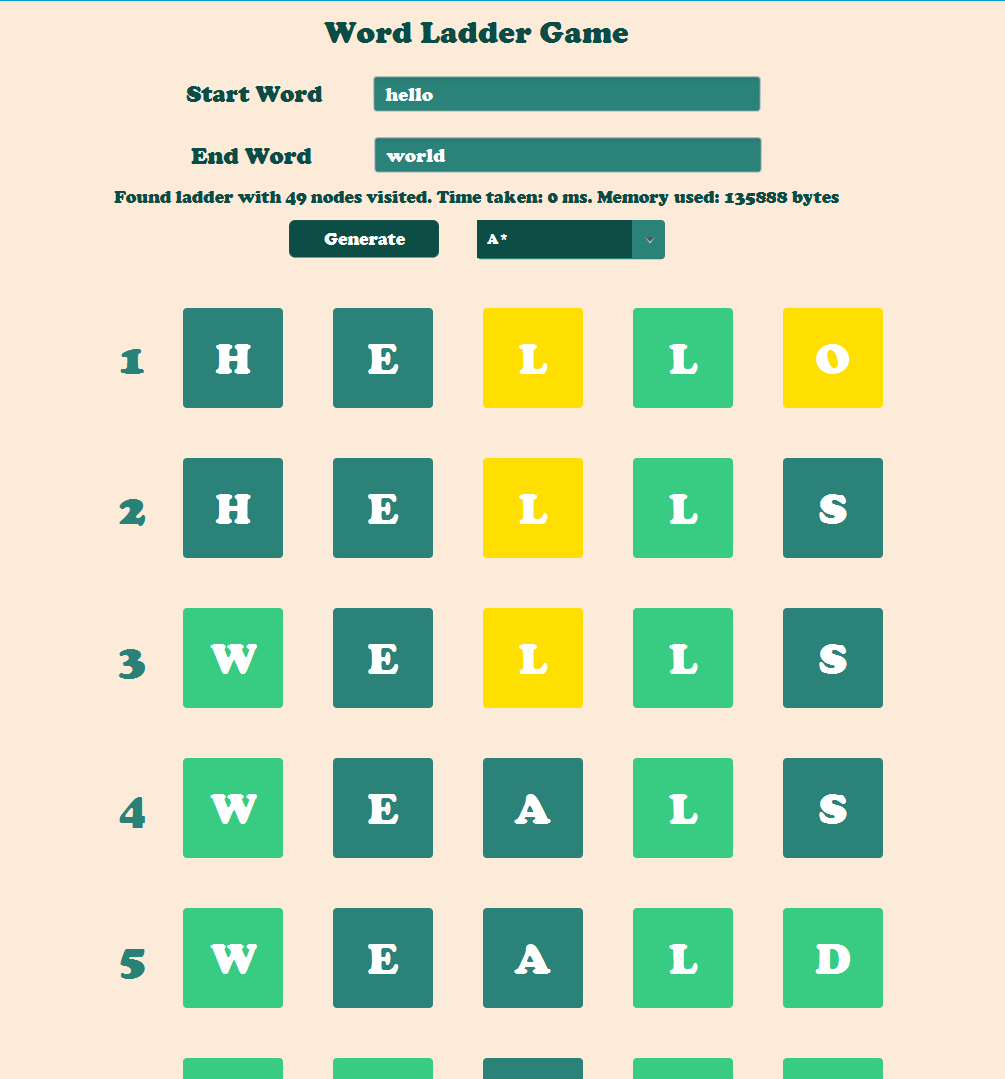 Word Ladder Game
Start Word hello
End Word world
Found ladder with 49 nodes visited. Time taken: 0 ms. Memory used: 135888 bytes
Generate A*
1 H E L L O
2 H E L L S
3 W E L L S
4 W E A L S
5 W E A L D